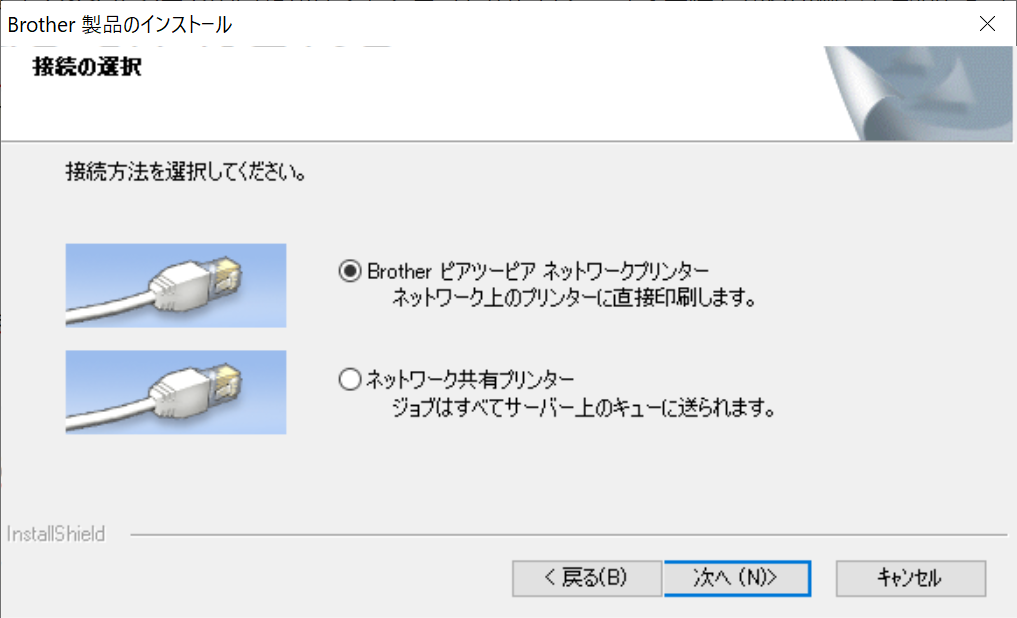 Brother 製品のインストール
接続の選択
接続方法を選択してください。
Brother ピアツーピア ネットワークプリンター
ネットワーク上のプリンターに直接印刷します。
ネットワーク共有プリンター
ジョブはすべてサーバー上のキューに送られます。
InstallShield
< 戻る(B)
次へ (N)>
キャンセル